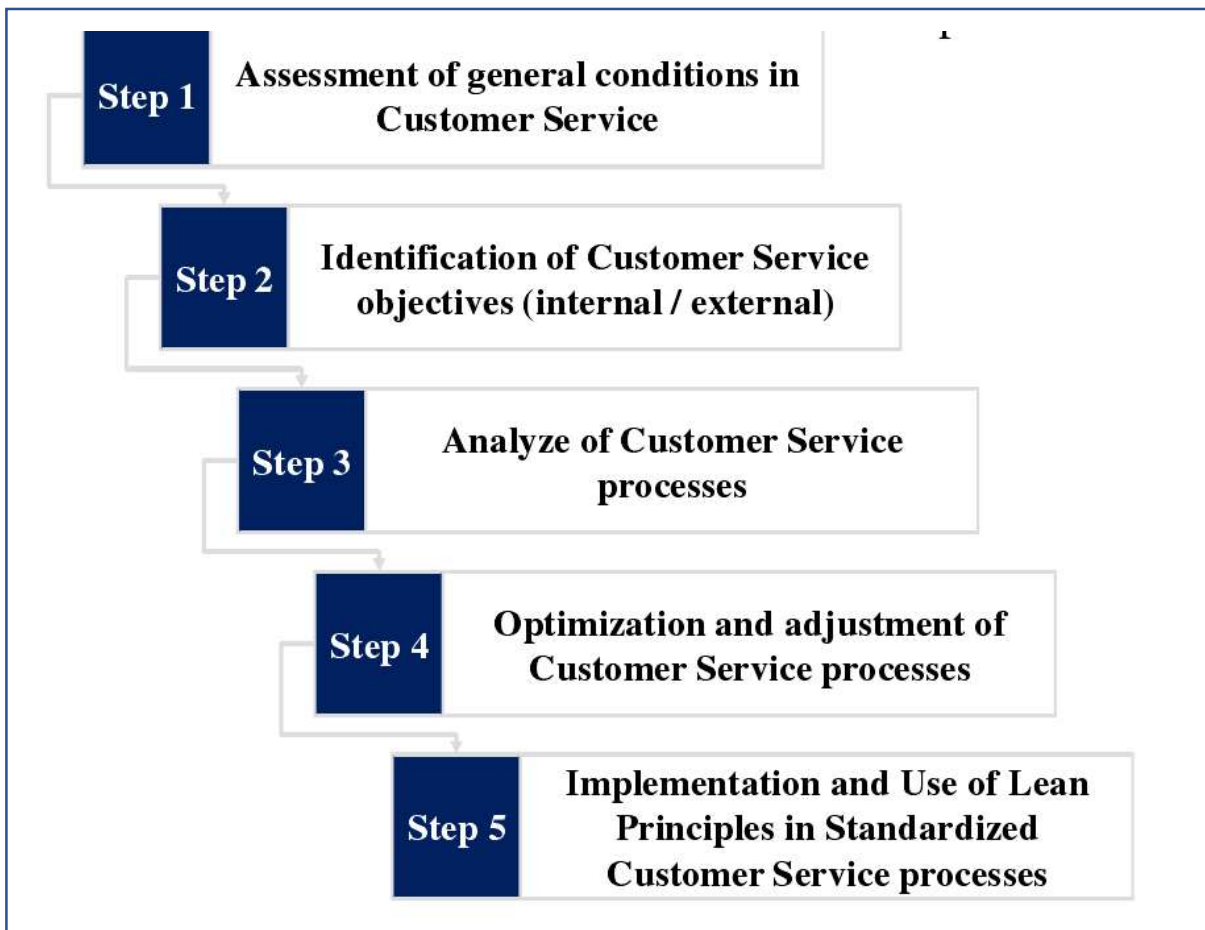 Step 1
Assessment of general conditions in
Customer Service
Step 2
Identification of Customer Service
objectives (internal / external)
Step 3
Analyze of Customer Service
processes
Step 4
Optimization and adjustment of
Customer Service processes
Step 5
Implementation and Use of Lean
Principles in Standardized
Customer Service processes